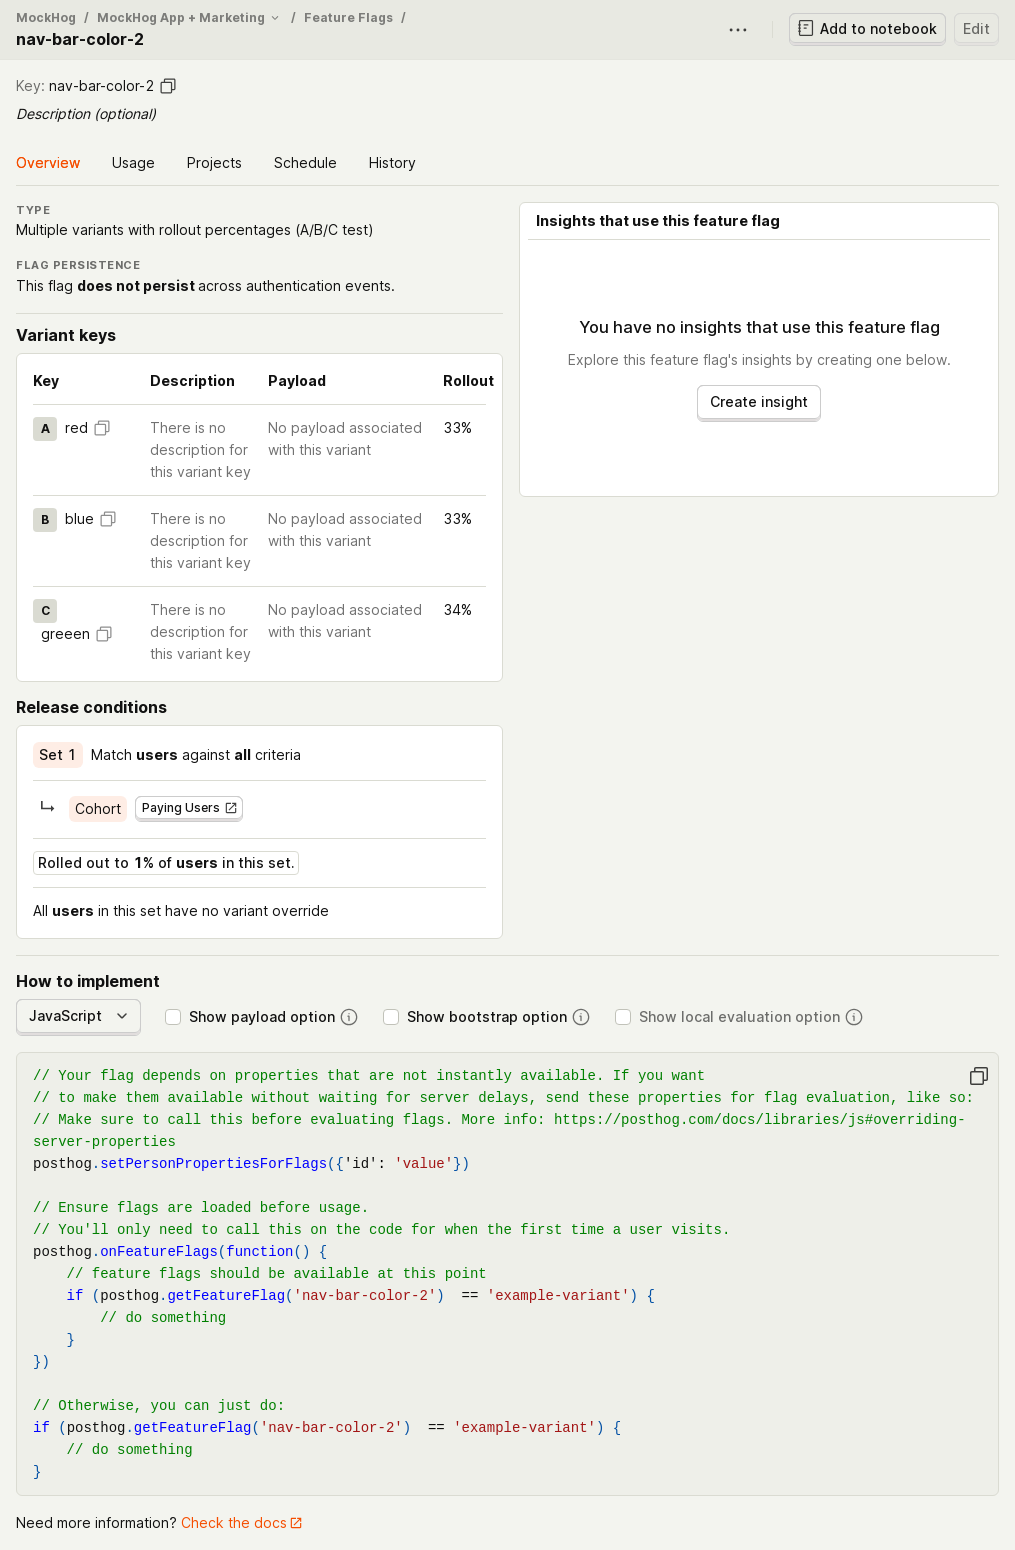 MockHog / MockHog App + Marketing / Feature Flags /
nav-bar-color-2
Add to notebook
Edit
Key: nav-bar-color-2
Description (optional)
Overview Usage Projects Schedule History
TYPE
Multiple variants with rollout percentages (A/B/C test)
FLAG PERSISTENCE
This flag does not persist across authentication events.
Variant keys
Key Description Payload Rollout
A red There is no description for this variant key No payload associated with this variant 33%
B blue There is no description for this variant key No payload associated with this variant 33%
C greeen There is no description for this variant key No payload associated with this variant 34%
Release conditions
Set 1 Match users against all criteria
Cohort Paying Users
Rolled out to 1% of users in this set.
All users in this set have no variant override
Insights that use this feature flag
You have no insights that use this feature flag
Explore this feature flag's insights by creating one below.
Create insight
How to implement
JavaScript Show payload option Show bootstrap option Show local evaluation option
// Your flag depends on properties that are not instantly available. If you want
// to make them available without waiting for server delays, send these properties for flag evaluation, like so:
// Make sure to call this before evaluating flags. More info: https://posthog.com/docs/libraries/js#overriding-
server-properties
posthog.setPersonPropertiesForFlags({'id': 'value'})
// Ensure flags are loaded before usage.
// You'll only need to call this on the code for when the first time a user visits.
posthog.onFeatureFlags(function() {
    // feature flags should be available at this point
    if (posthog.getFeatureFlag('nav-bar-color-2')  == 'example-variant') {
        // do something
    }
})
// Otherwise, you can just do:
if (posthog.getFeatureFlag('nav-bar-color-2')  == 'example-variant') {
    // do something
}
Need more information? Check the docs